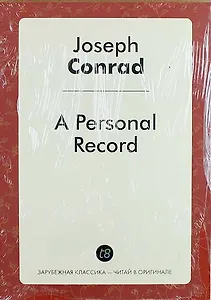 Joseph
Conrad
A Personal
Record
t8
ЗАРУБЕЖНАЯ КЛАССИКА — ЧИТАЙ В ОРИГИНАЛЕ